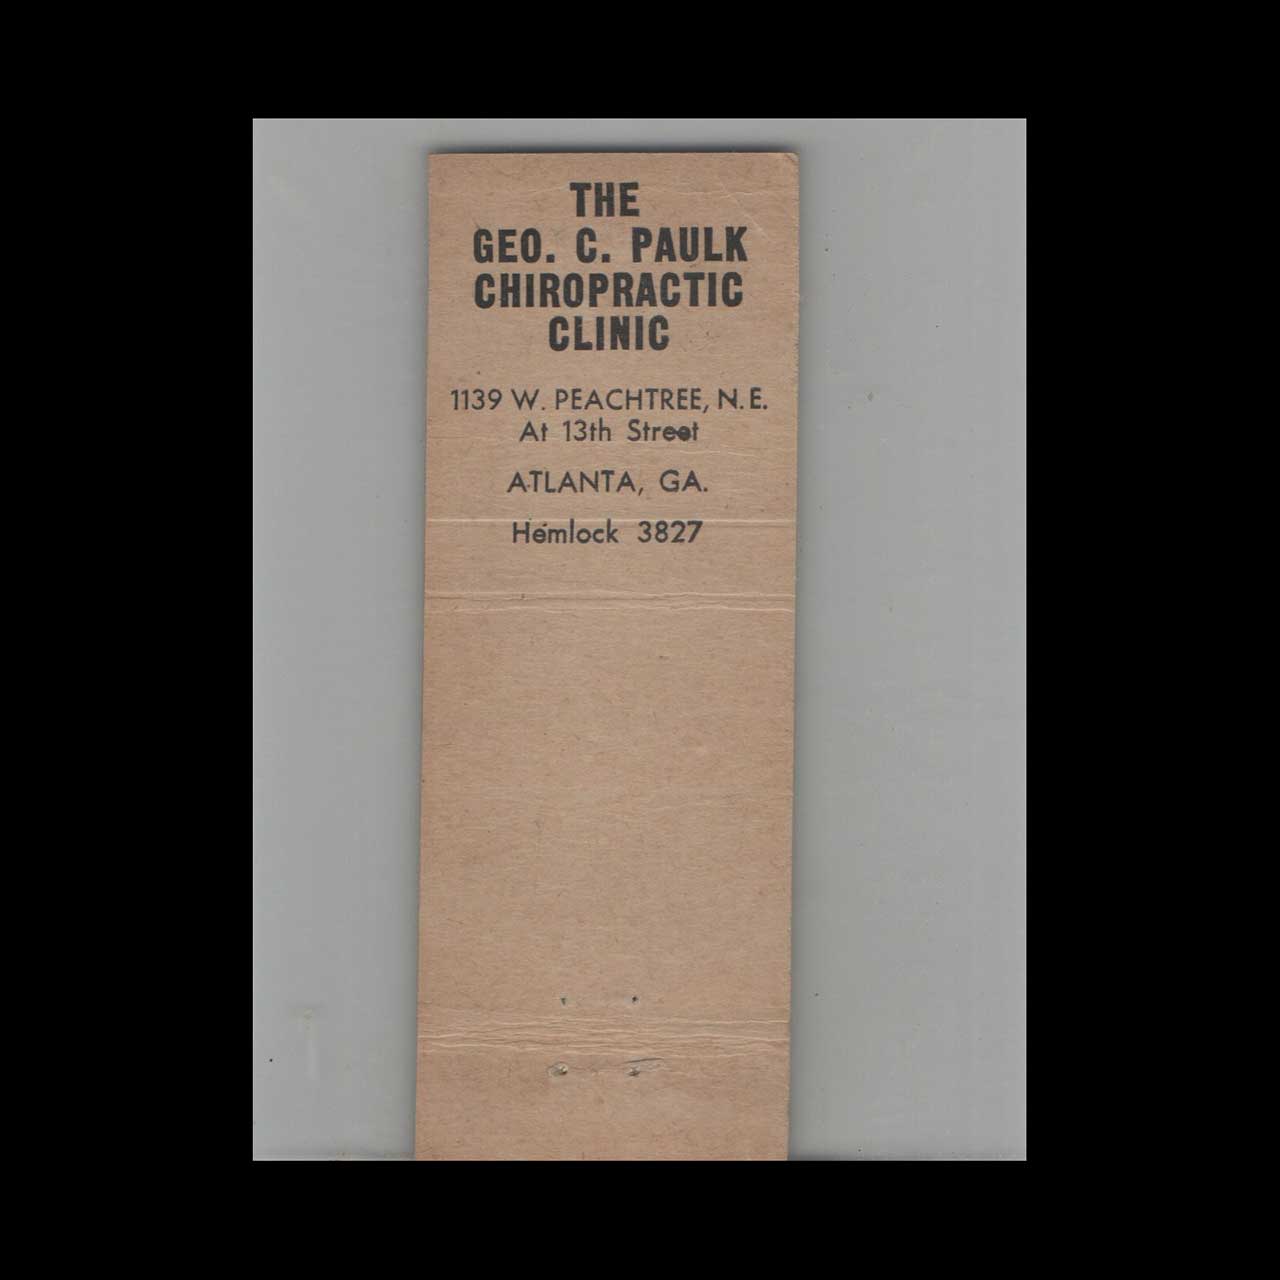 THE
GEO. C. PAULK
CHIROPRACTIC
CLINIC
1139 W. PEACHTREE, N.E.
At 13th Street
ATLANTA, GA.
Hemlock 3827